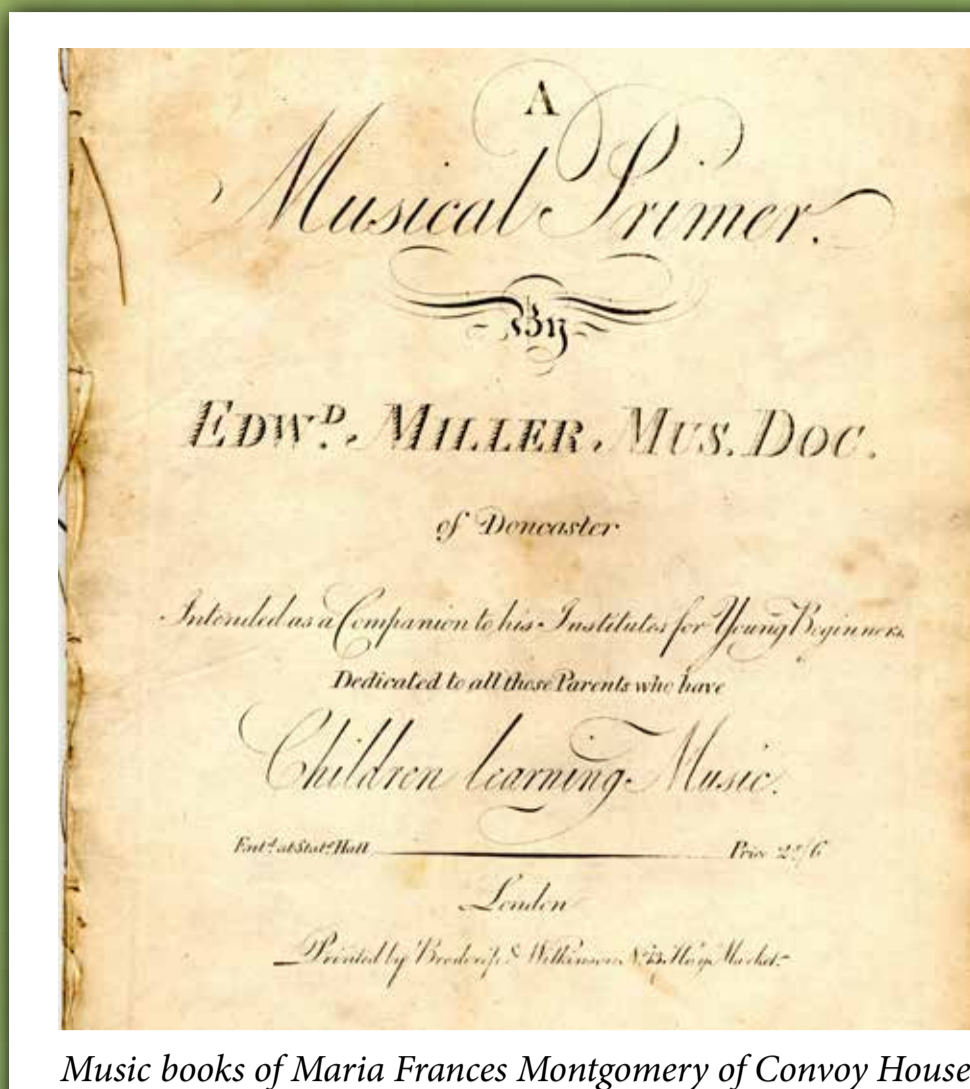 A
Musical Primer.
By
EDWD. MILLER. MUS. DOC.
of Doncaster
Intended as a Companion to his Institutes for Young Beginners.
Dedicated to all those Parents who have
Children learning Music.
Entd. at Stats. Hall Price 2s/6
London
Printed by Broderip & Wilkinson No. 13 Hay Market.
Music books of Maria Frances Montgomery of Convoy House